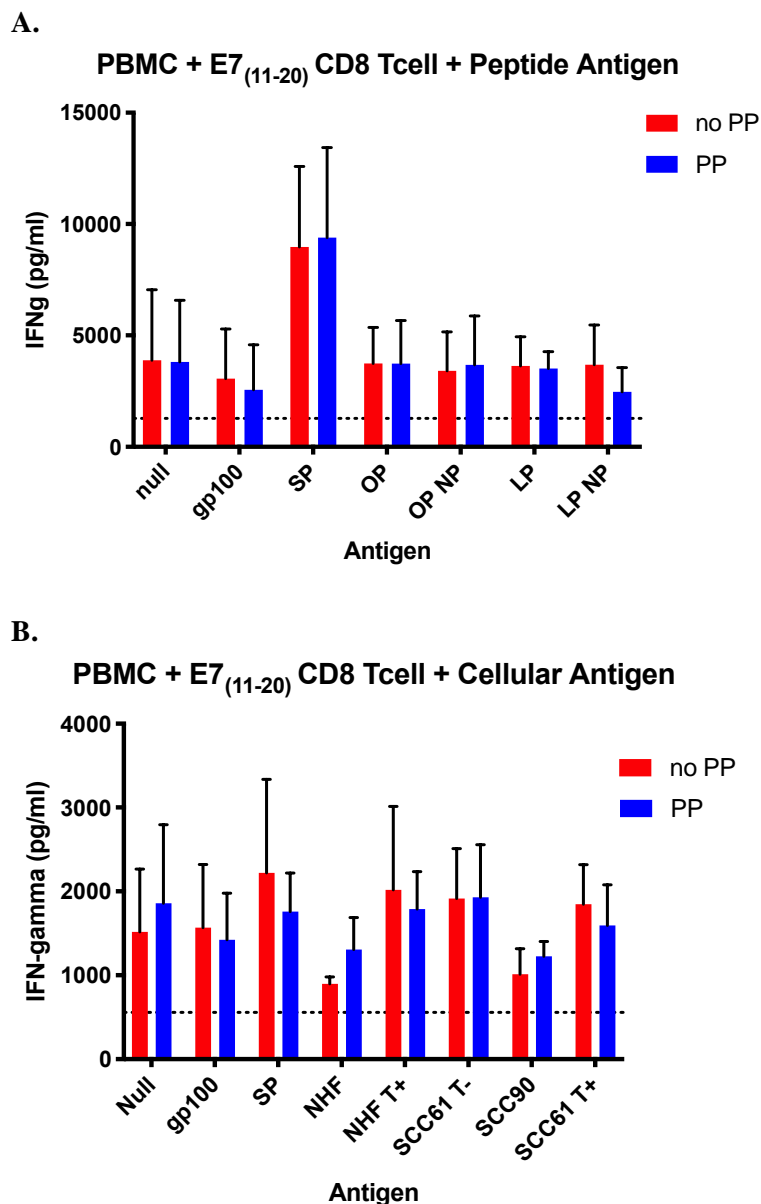 A.
PBMC + E7(11-20) CD8 Tcell + Peptide Antigen
no PP
PP
IFNg (pg/ml)
15000
10000
5000
0
null
gp100
SP
OP
OP NP
LP
LP NP
Antigen
B.
PBMC + E7(11-20) CD8 Tcell + Cellular Antigen
no PP
PP
IFN-gamma (pg/ml)
4000
3000
2000
1000
0
Null
gp100
SP
NHF
NHF T+
SCC61 T-
SCC90
SCC61 T+
Antigen